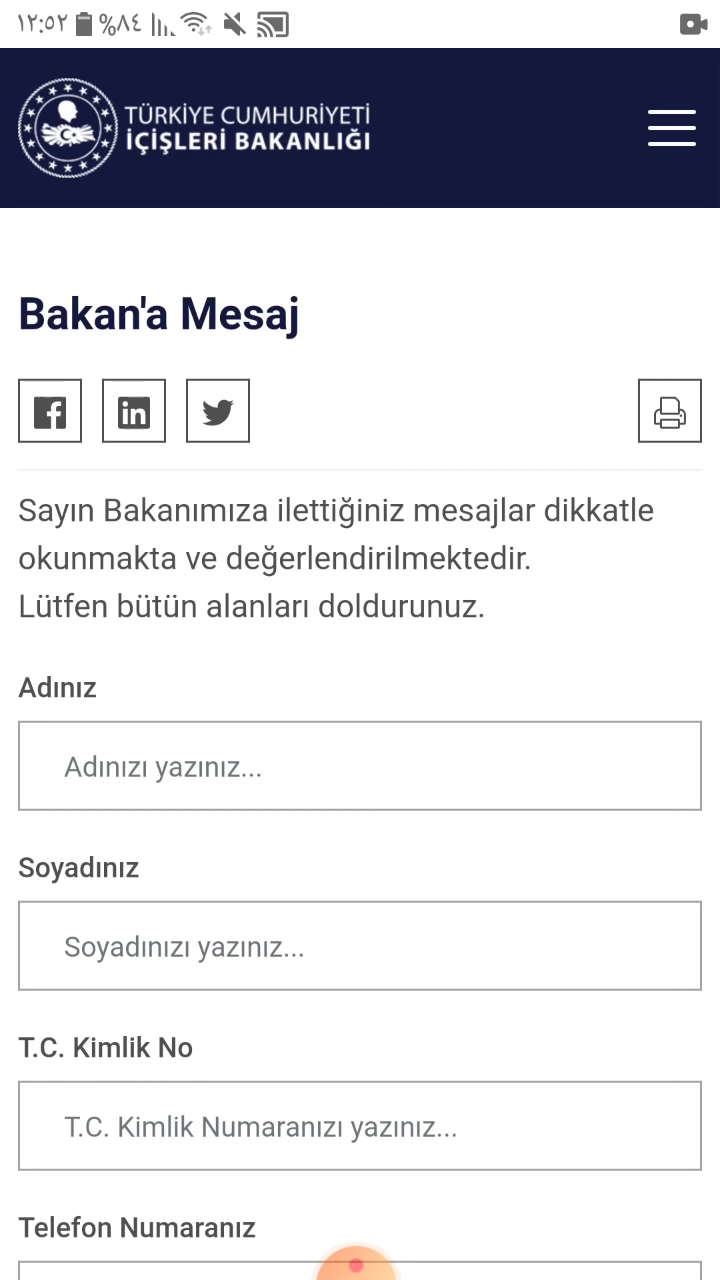 ١٢:٥٢ %٨٤
TÜRKİYE CUMHURİYETİ
İÇİŞLERİ BAKANLIĞI
Bakan'a Mesaj
Sayın Bakanımıza ilettiğiniz mesajlar dikkatle
okunmakta ve değerlendirilmektedir.
Lütfen bütün alanları doldurunuz.
Adınız
Adınızı yazınız...
Soyadınız
Soyadınızı yazınız...
T.C. Kimlik No
T.C. Kimlik Numaranızı yazınız...
Telefon Numaranız